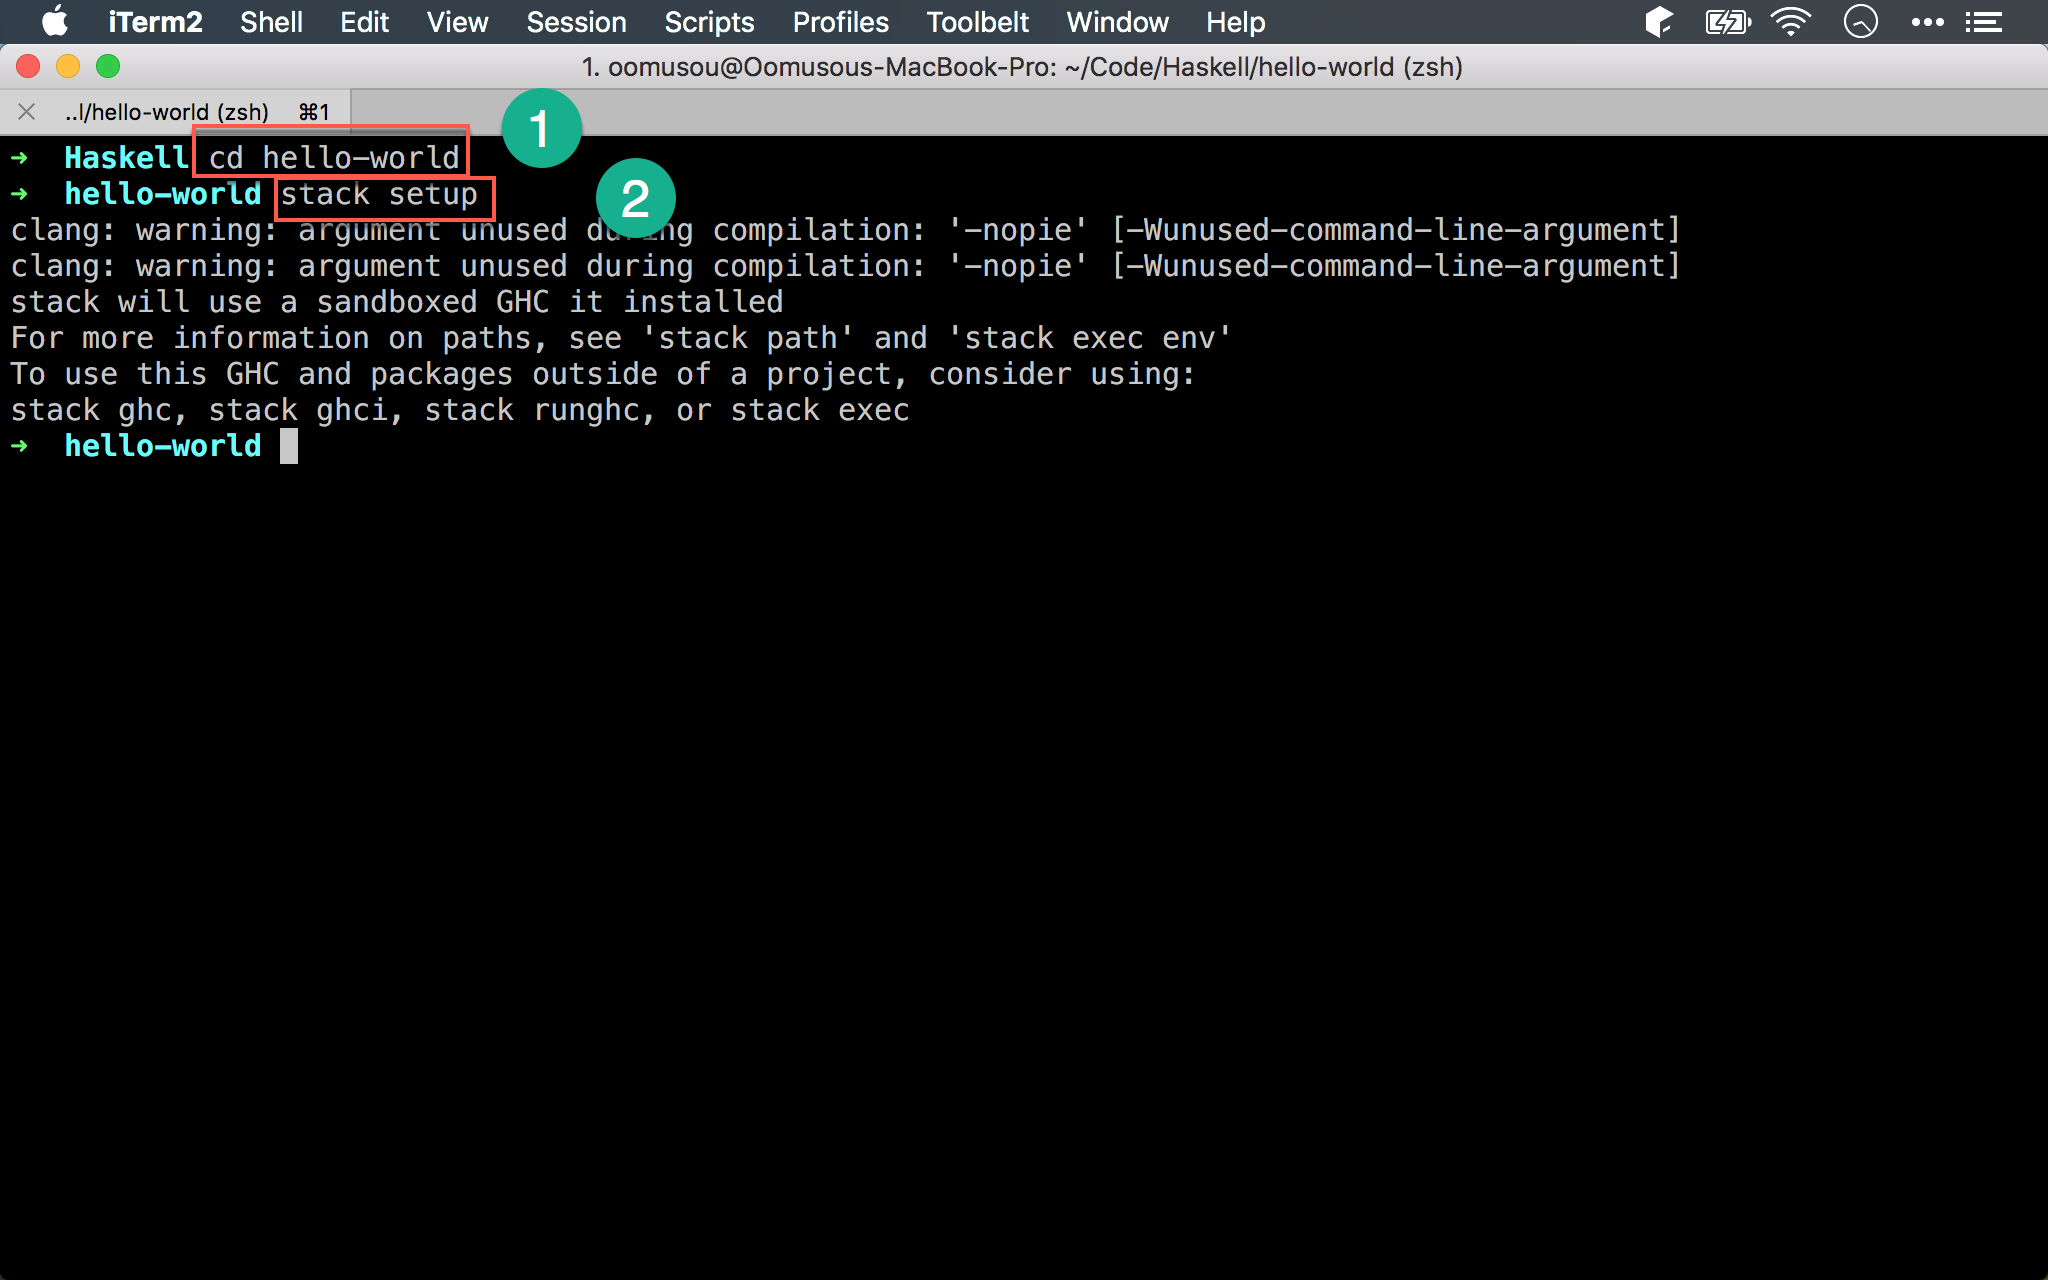 iTerm2 Shell Edit View Session Scripts Profiles Toolbelt Window Help
1. oomusou@Oomusous-MacBook-Pro: ~/Code/Haskell/hello-world (zsh)
..l/hello-world (zsh) ⌘1
➜ Haskell cd hello-world 1
➜ hello-world stack setup 2
clang: warning: argument unused during compilation: '-nopie' [-Wunused-command-line-argument]
clang: warning: argument unused during compilation: '-nopie' [-Wunused-command-line-argument]
stack will use a sandboxed GHC it installed
For more information on paths, see 'stack path' and 'stack exec env'
To use this GHC and packages outside of a project, consider using:
stack ghc, stack ghci, stack runghc, or stack exec
➜ hello-world